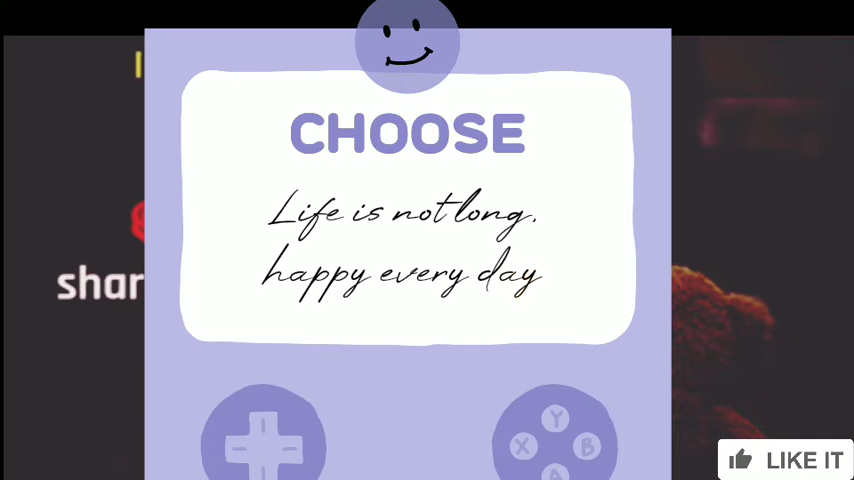 CHOOSE
Life is not long,
happy every day
shar
Y
X B
A
LIKE IT